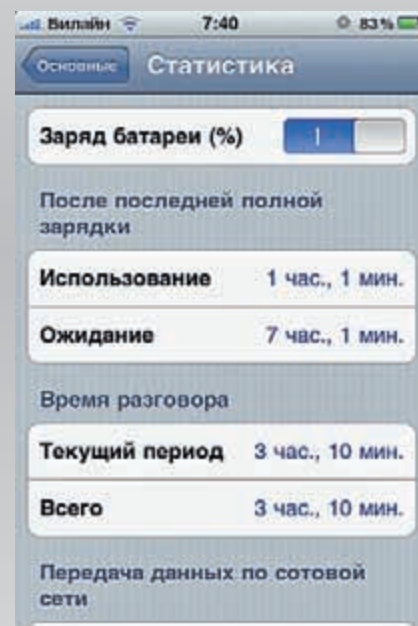 Билайн 7:40 83%
Основные Статистика
Заряд батареи (%)
После последней полной
зарядки
Использование 1 час., 1 мин.
Ожидание 7 час., 1 мин.
Время разговора
Текущий период 3 час., 10 мин.
Всего 3 час., 10 мин.
Передача данных по сотовой
сети